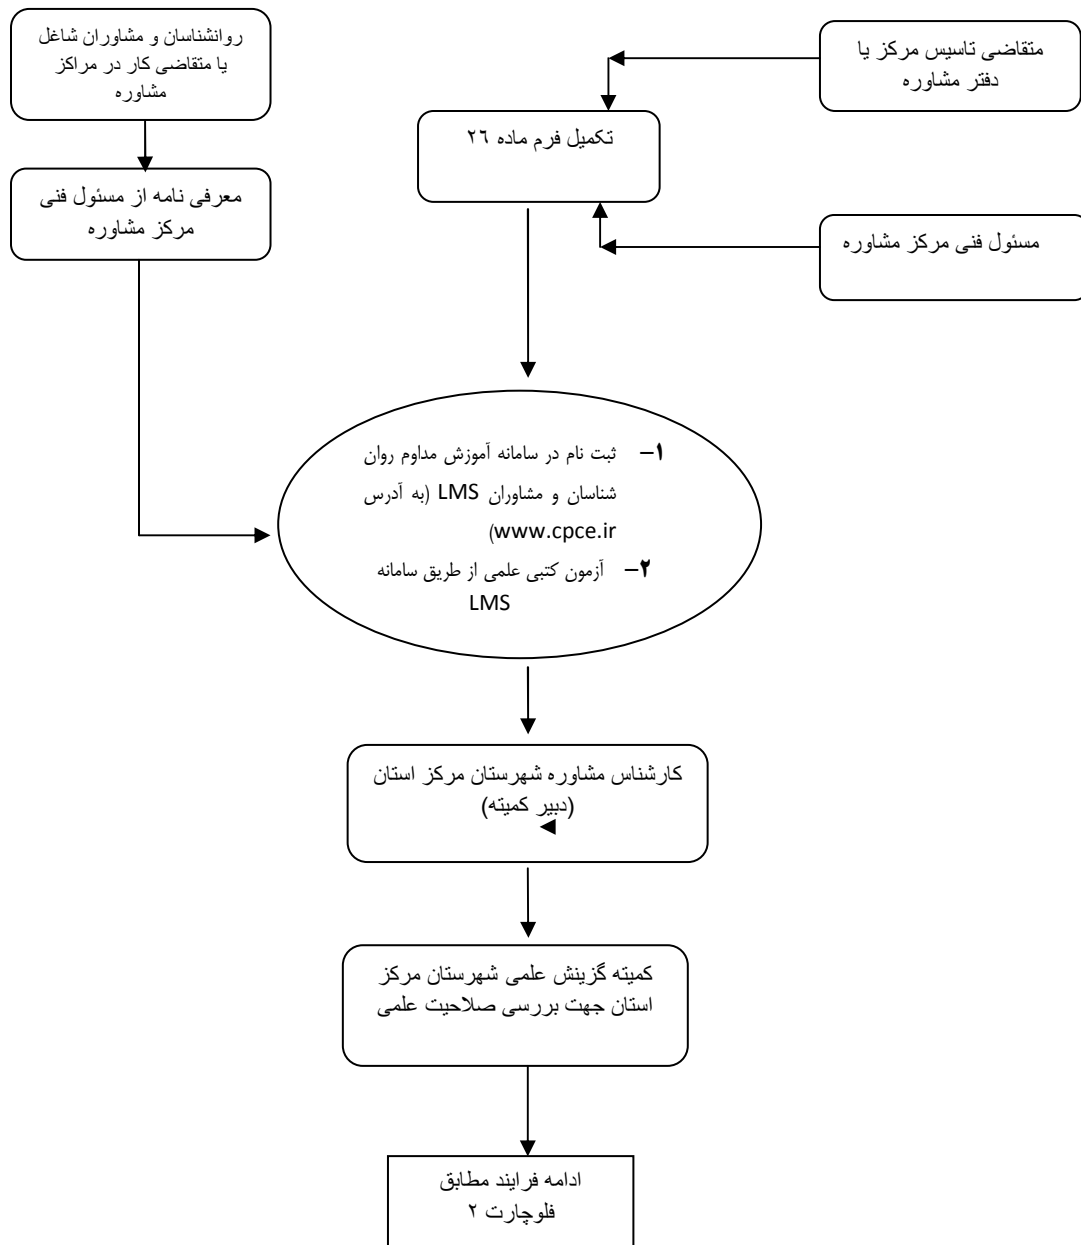 متقاضی تاسیس مرکز یا
دفتر مشاوره
روانشناسان و مشاوران شاغل
یا متقاضی کار در مراکز
مشاوره
تکمیل فرم ماده ۲٦
معرفی نامه از مسئول فنی
مرکز مشاوره
مسئول فنی مرکز مشاوره
۱– ثبت نام در سامانه آموزش مداوم روان
شناسان و مشاوران LMS (به آدرس
www.cpce.ir)
۲– آزمون کتبی علمی از طریق سامانه
LMS
کارشناس مشاوره شهرستان مرکز استان
(دبیر کمیته)
کمیته گزینش علمی شهرستان مرکز
استان جهت بررسی صلاحیت علمی
ادامه فرایند مطابق
فلوچارت ۲